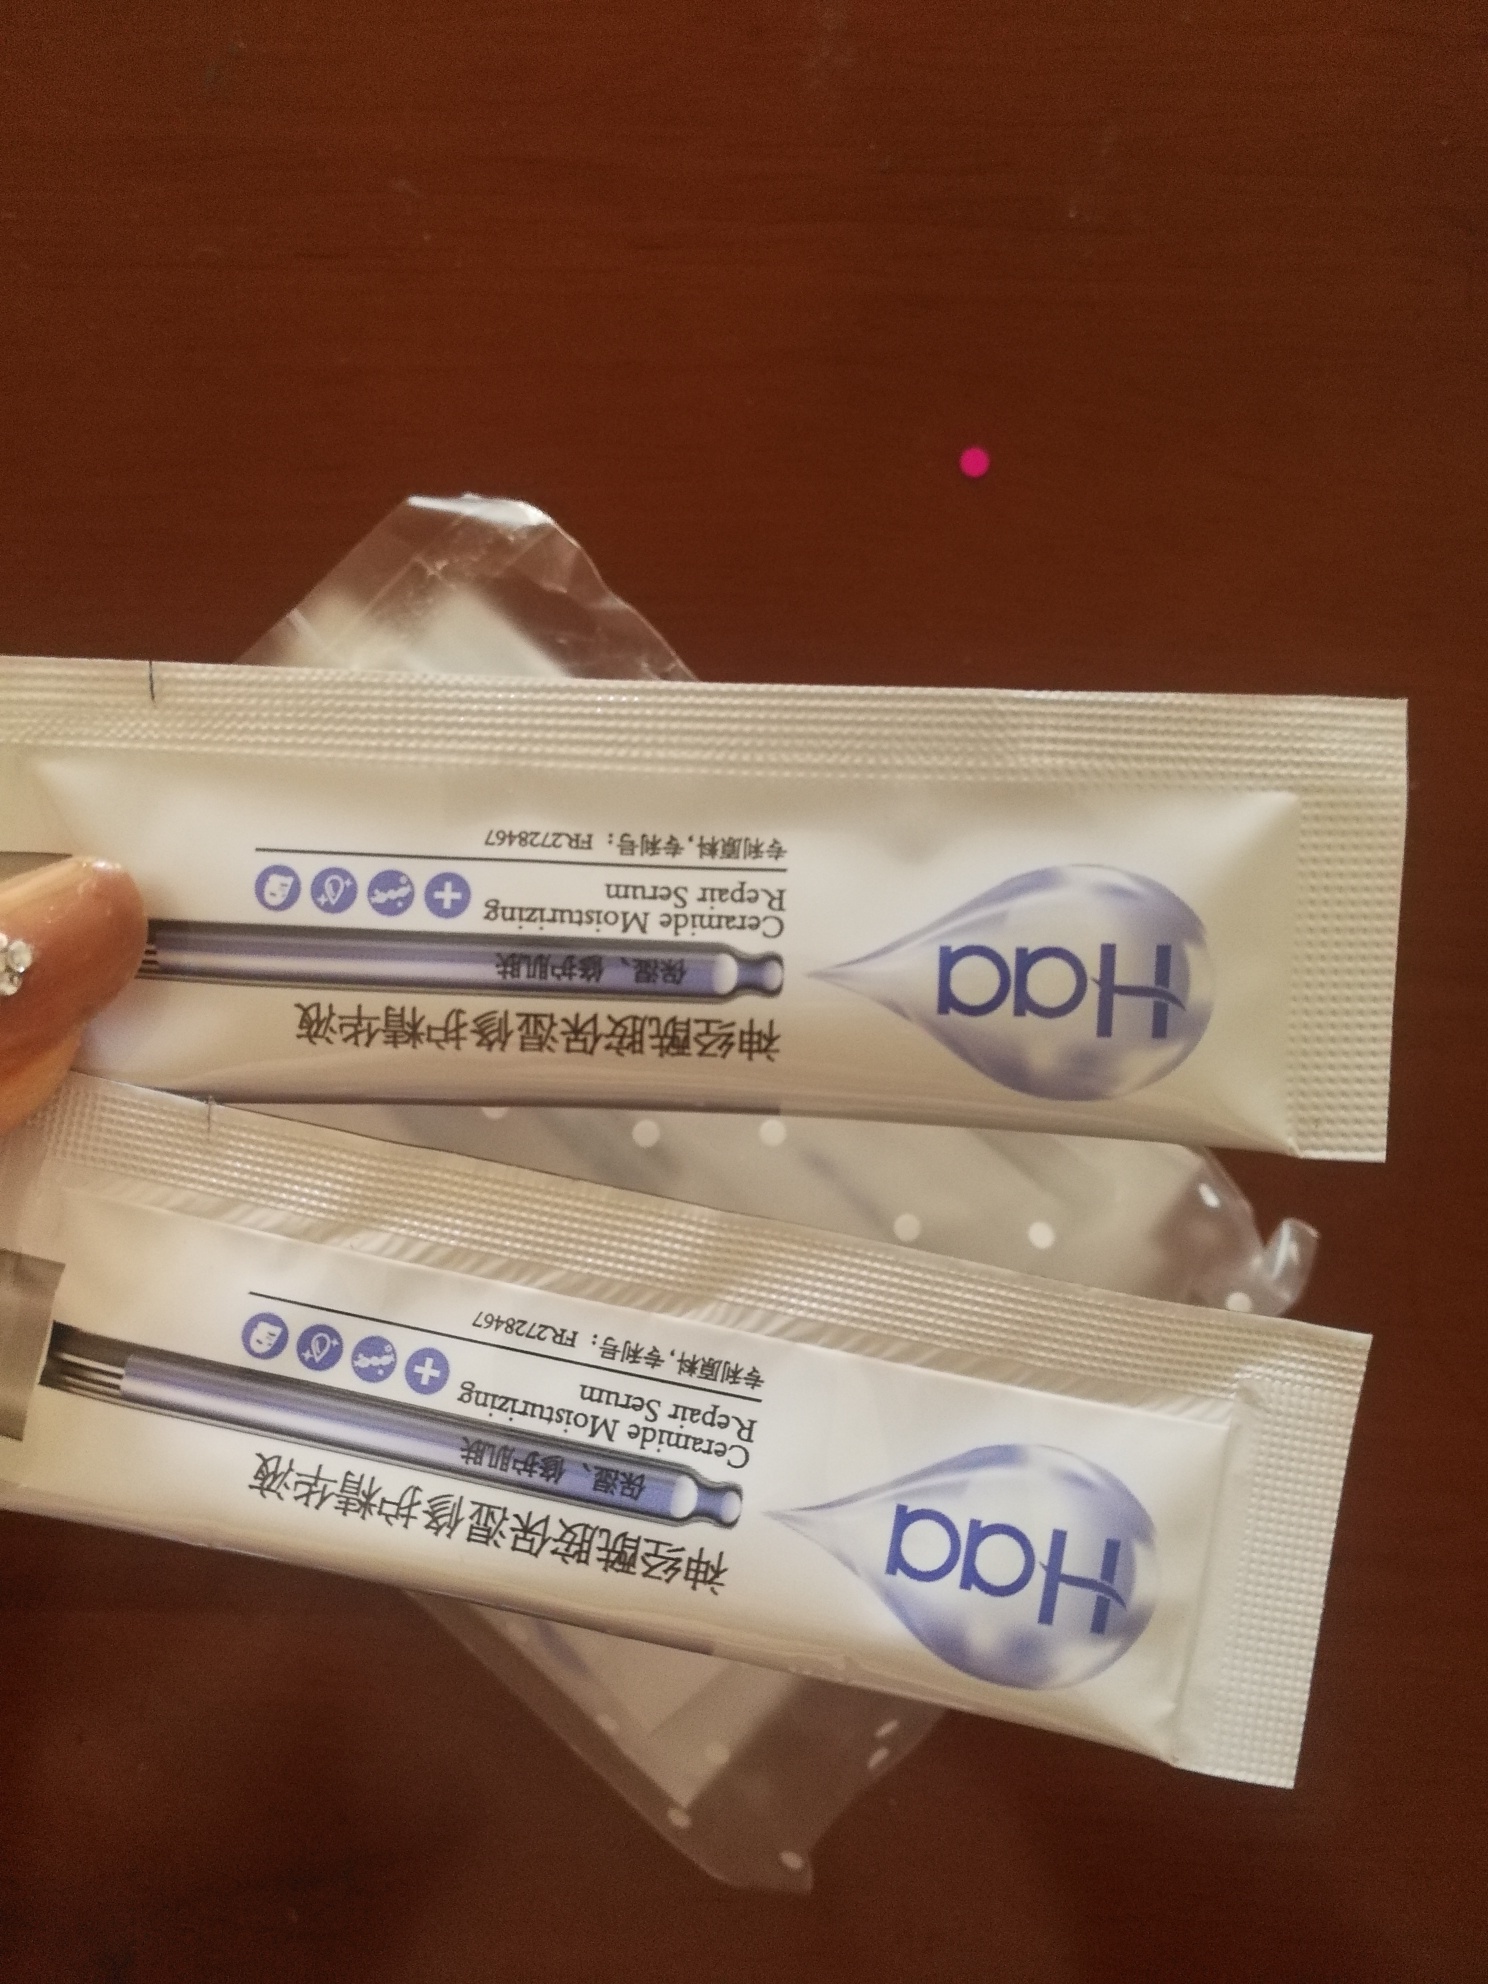 Haa
神经酰胺保湿修护精华液
保湿、修护肌肤
Ceramide Moisturizing
Repair Serum
专利原料,专利号：FR2728467
Haa
神经酰胺保湿修护精华液
保湿、修护肌肤
Ceramide Moisturizing
Repair Serum
专利原料,专利号：FR2728467